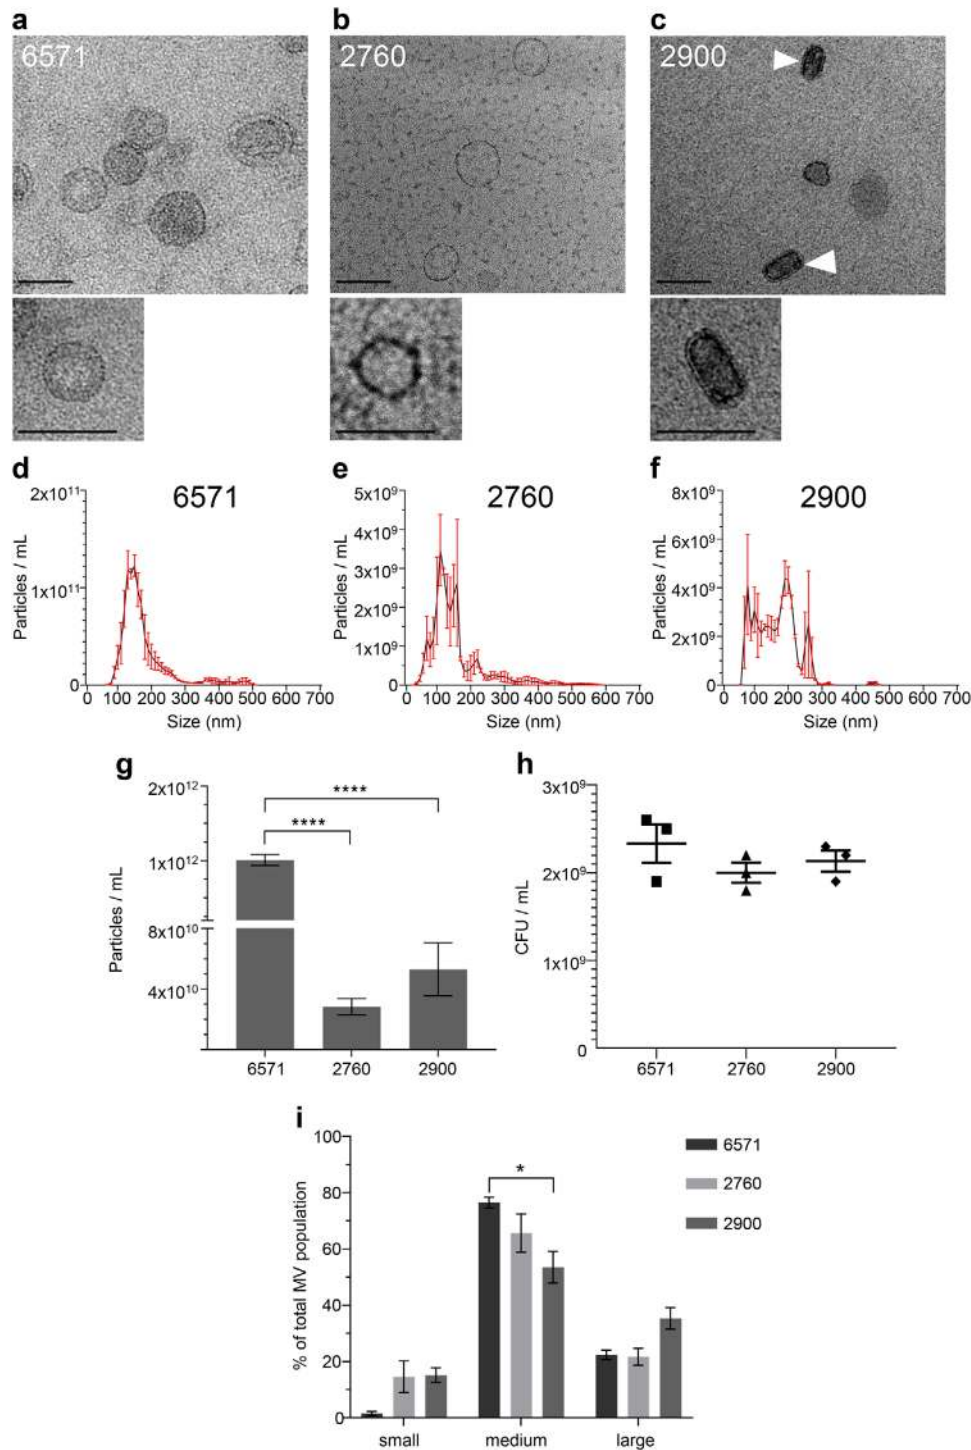 a
b
c
6571
2760
2900
d
e
f
6571
2760
2900
2x10¹¹
1x10¹¹
0
Particles / mL
0 100 200 300 400 500 600 700
Size (nm)
5x10⁹
4x10⁹
3x10⁹
2x10⁹
1x10⁹
0
Particles / mL
0 100 200 300 400 500 600 700
Size (nm)
8x10⁹
6x10⁹
4x10⁹
2x10⁹
0
Particles / mL
0 100 200 300 400 500 600 700
Size (nm)
g
2x10¹²
1x10¹²
8x10¹⁰
4x10¹⁰
Particles / mL
****
****
6571 2760 2900
h
3x10⁹
2x10⁹
1x10⁹
0
CFU / mL
6571 2760 2900
i
100
80
60
40
20
0
% of total MV population
*
small medium large
6571
2760
2900